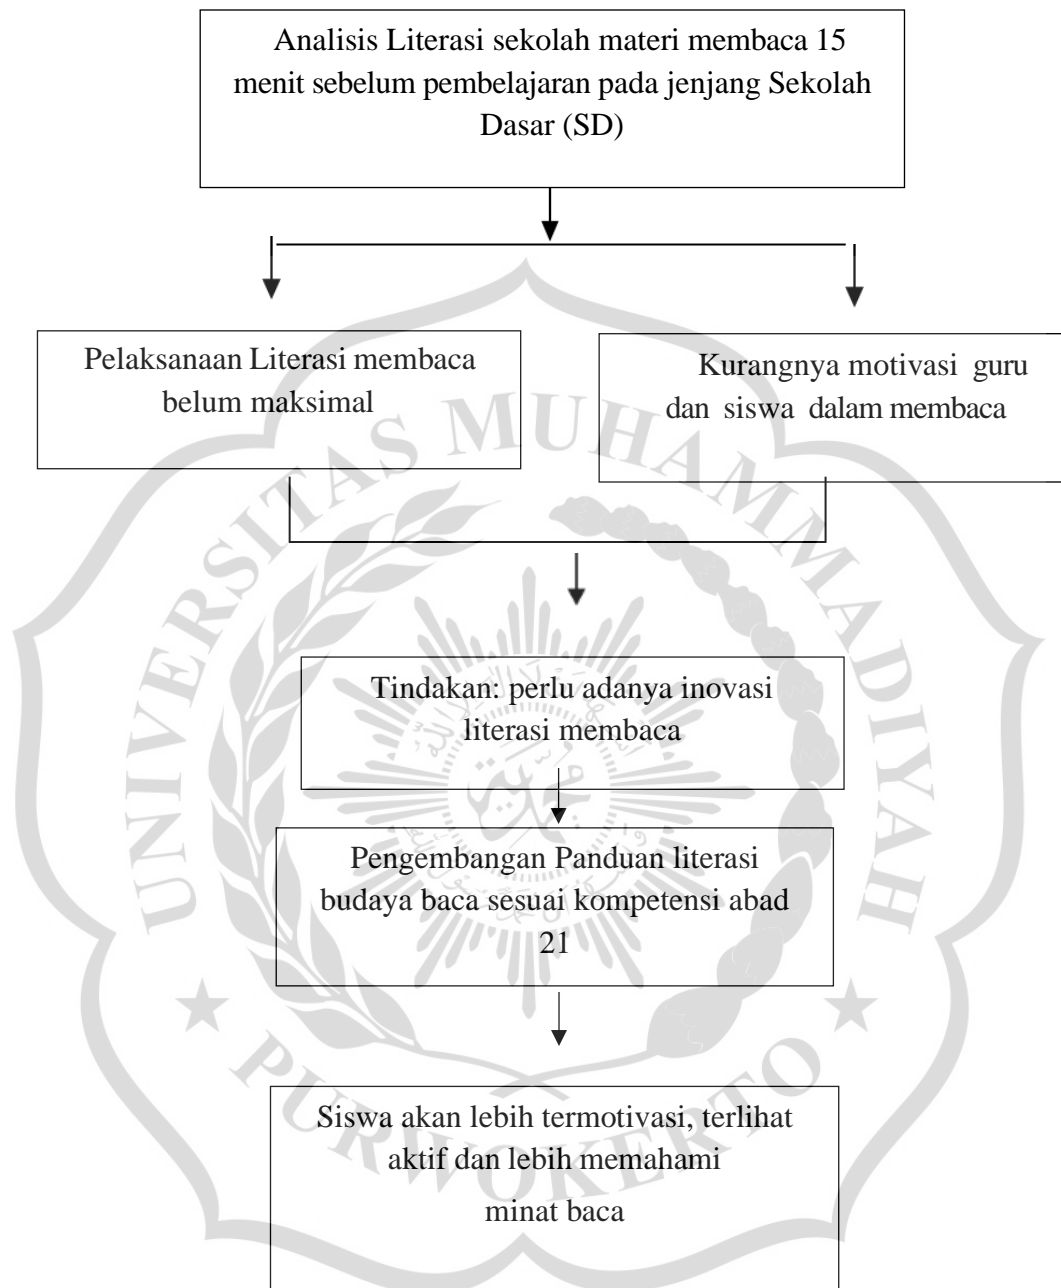 Analisis Literasi sekolah materi membaca 15
menit sebelum pembelajaran pada jenjang Sekolah
Dasar (SD)
Pelaksanaan Literasi membaca
belum maksimal
Kurangnya motivasi guru
dan siswa dalam membaca
UNIVERSITAS MUHAMMADIYAH
Tindakan: perlu adanya inovasi
literasi membaca
Pengembangan Panduan literasi
budaya baca sesuai kompetensi abad
21
Siswa akan lebih termotivasi, terlihat
aktif dan lebih memahami
minat baca
PURWOKERTO